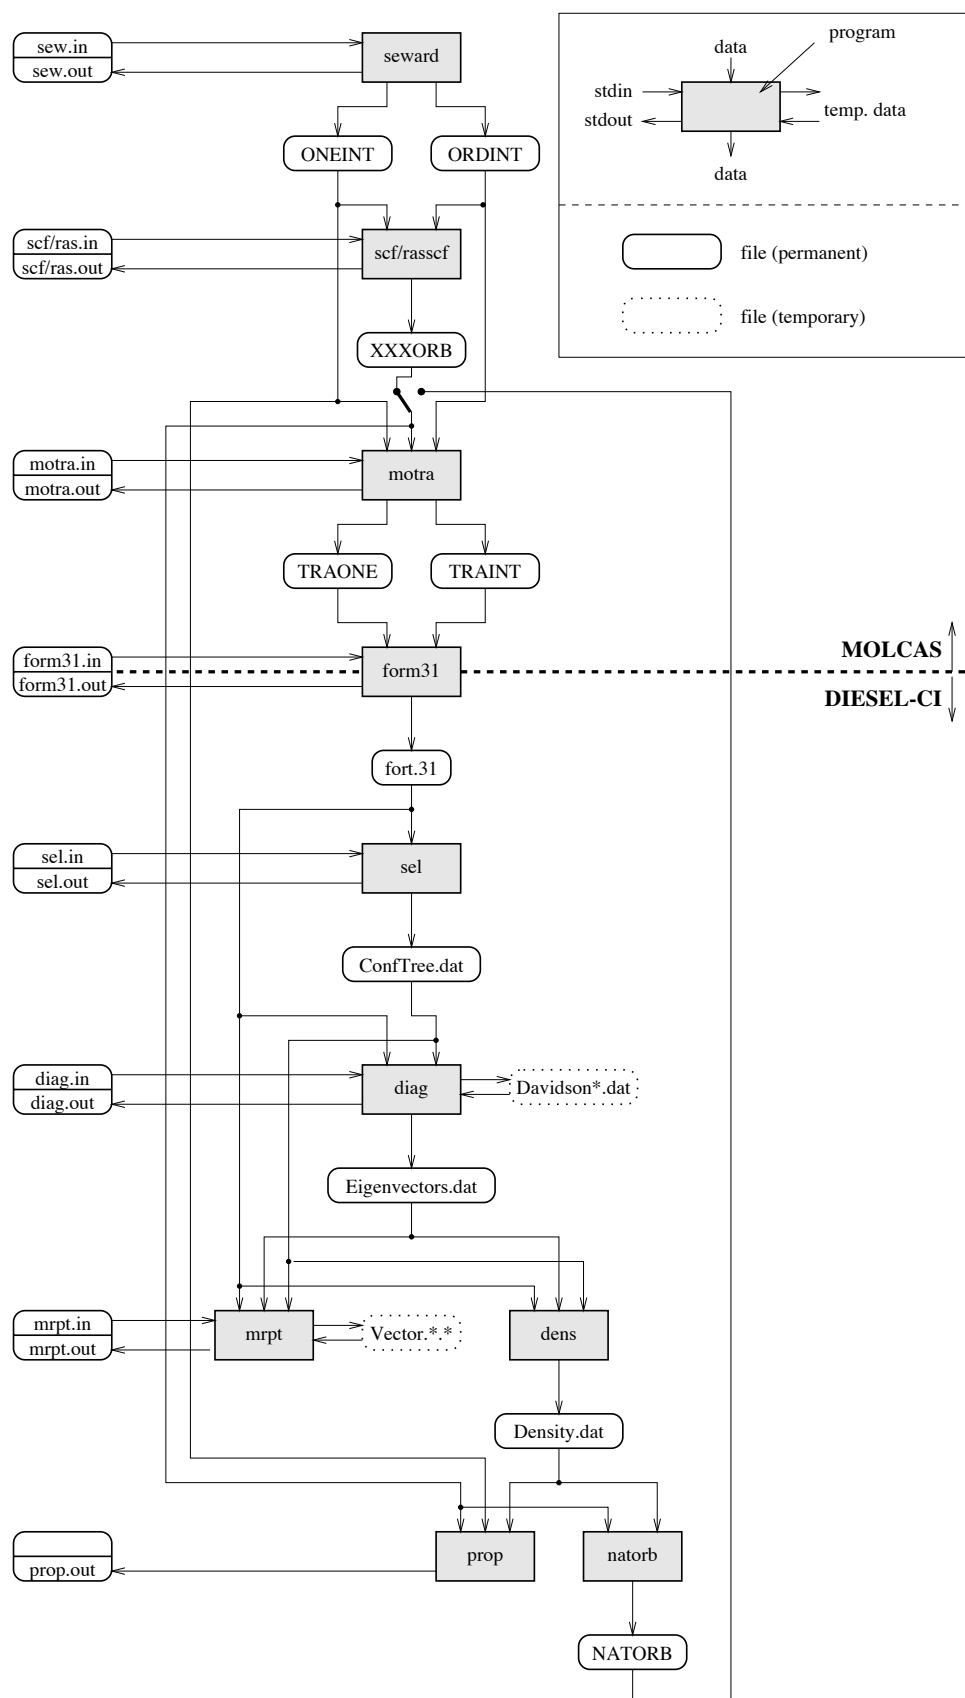 sew.in
sew.out
seward
program
data
stdin
stdout
temp. data
data
ONEINT
ORDINT
scf/ras.in
scf/ras.out
scf/rasscf
file (permanent)
file (temporary)
XXXORB
motra.in
motra.out
motra
TRAONE
TRAINT
form31.in
form31.out
form31
MOLCAS
DIESEL-CI
fort.31
sel.in
sel.out
sel
ConfTree.dat
diag.in
diag.out
diag
Davidson*.dat
Eigenvectors.dat
mrpt.in
mrpt.out
mrpt
Vector.*.*
dens
Density.dat
prop.out
prop
natorb
NATORB